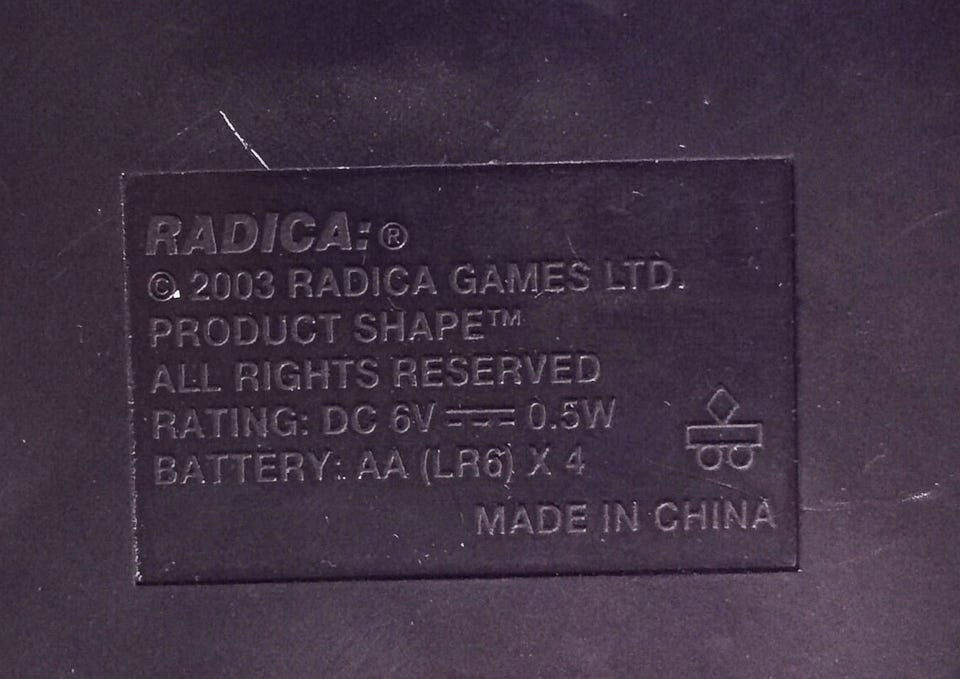 RADICA:®
© 2003 RADICA GAMES LTD.
PRODUCT SHAPE™
ALL RIGHTS RESERVED
RATING: DC 6V ⎓ 0.5W
BATTERY: AA (LR6) X 4
MADE IN CHINA